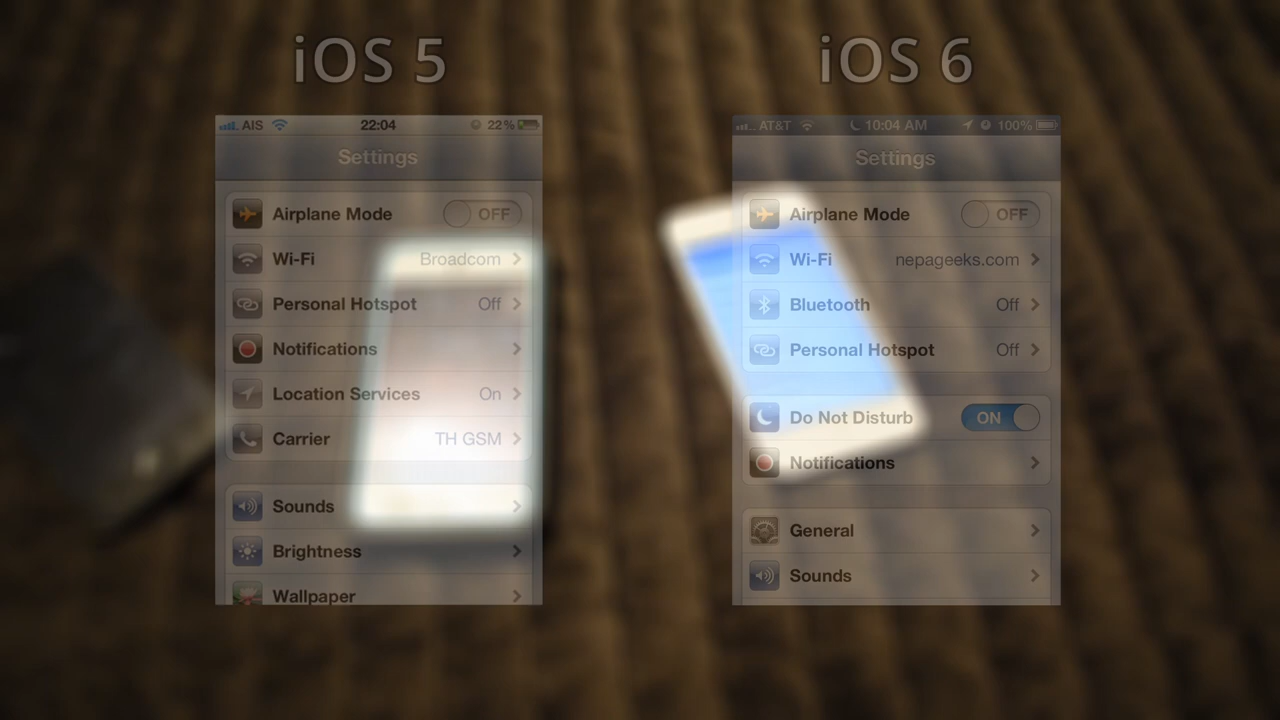 iOS 5
AIS 22:04 22%
Settings
Airplane Mode OFF
Wi-Fi Broadcom
Personal Hotspot Off
Notifications
Location Services On
Carrier TH GSM
Sounds
Brightness
Wallpaper
iOS 6
AT&T 10:04 AM 100%
Settings
Airplane Mode OFF
Wi-Fi nepageeks.com
Bluetooth Off
Personal Hotspot Off
Do Not Disturb ON
Notifications
General
Sounds